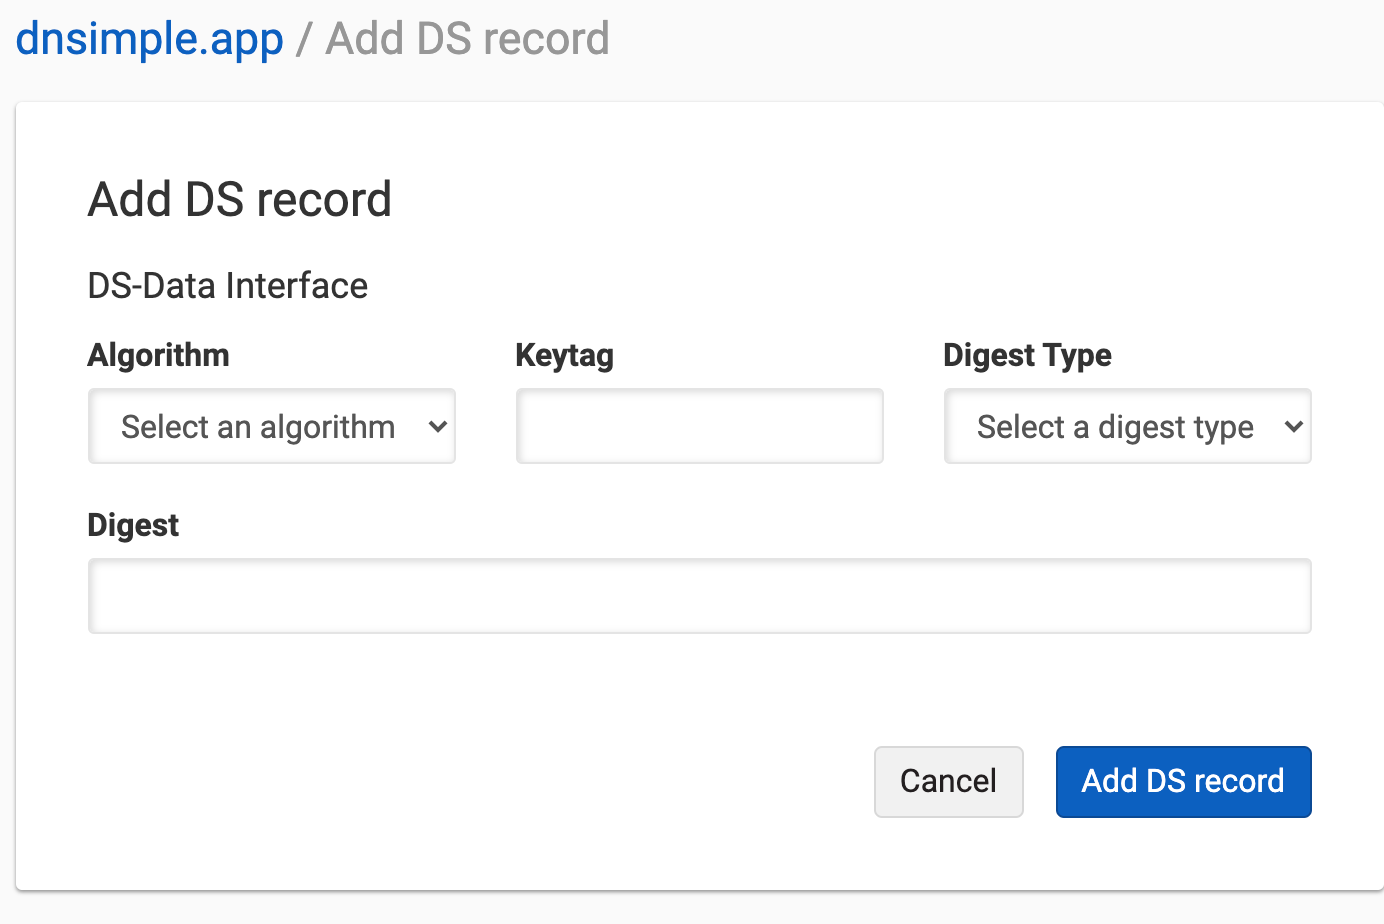 dnsimple.app / Add DS record
Add DS record
DS-Data Interface
Algorithm Keytag Digest Type
Select an algorithm Select a digest type
Digest
Cancel Add DS record